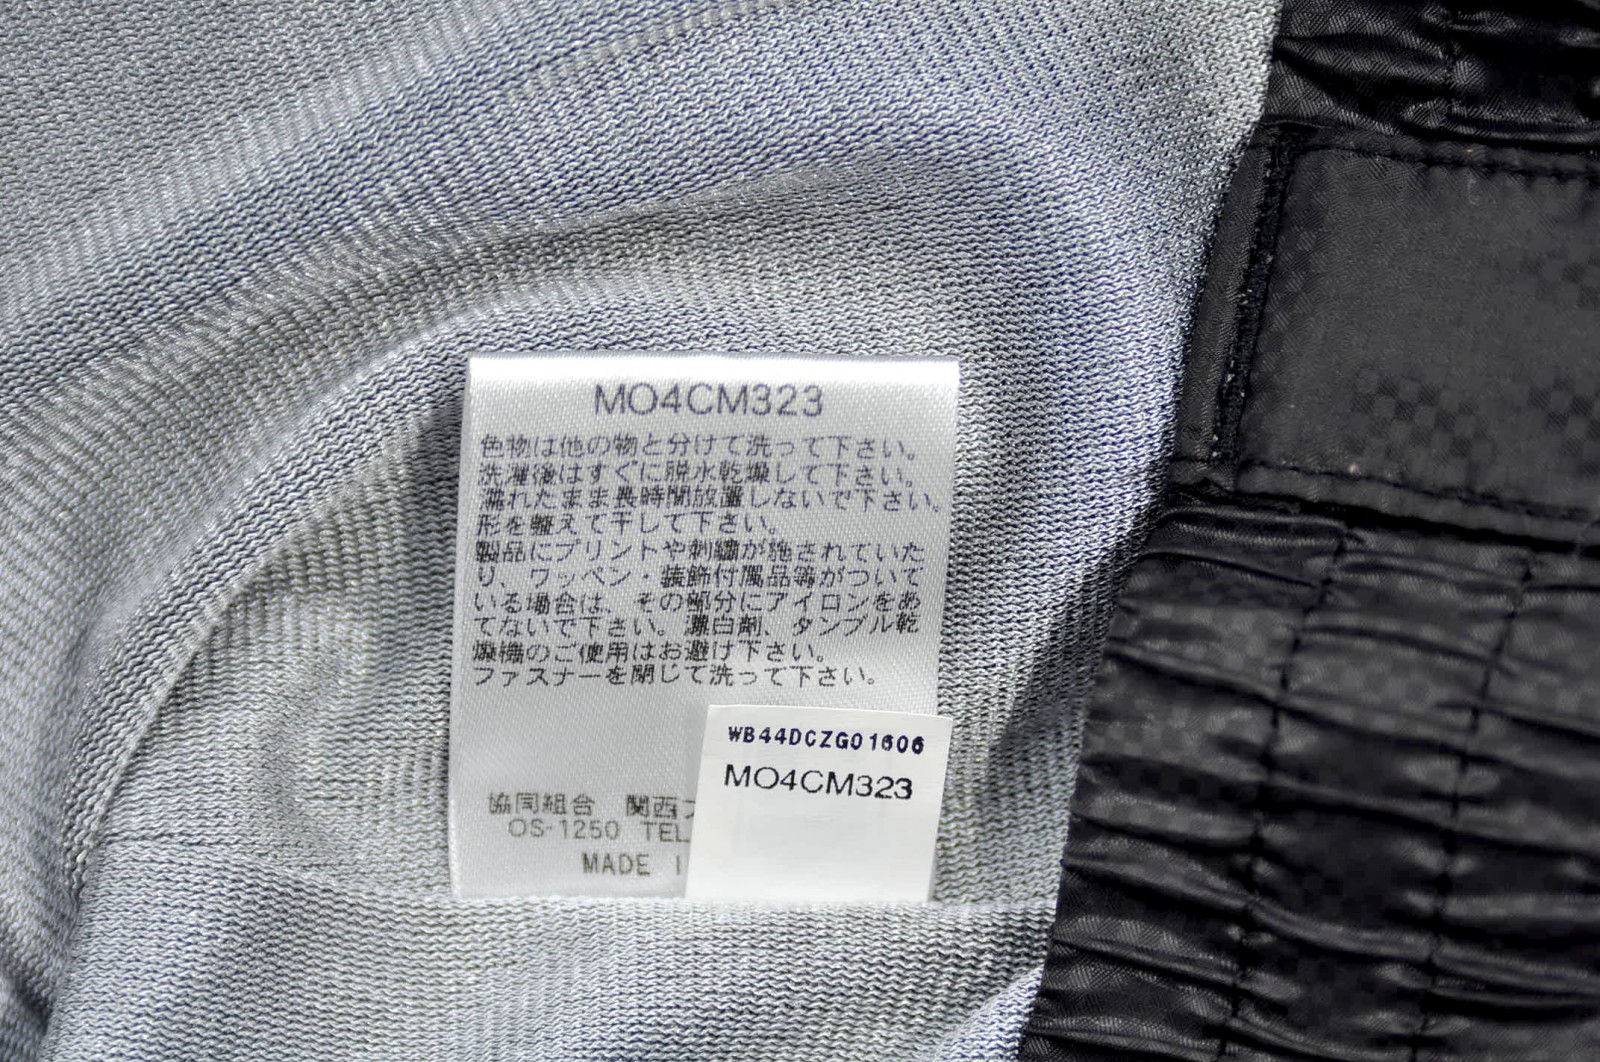 MO4CM323
色物は他の物と分けて洗って下さい。
洗濯後はすぐに脱水乾燥して下さい。
濡れたまま長時間放置しないで下さい。
形を整えて干して下さい。
製品にプリントや刺繍が施されていた
り、ワッペン・装飾付属品等がついて
いる場合は、その部分にアイロンをあ
てないで下さい。漂白剤、タンブル乾
燥機のご使用はお避け下さい。
ファスナーを閉じて洗って下さい。
WB44DCZG01606
MO4CM323
協同組合 関西フ
OS-1250 TEL
MADE I